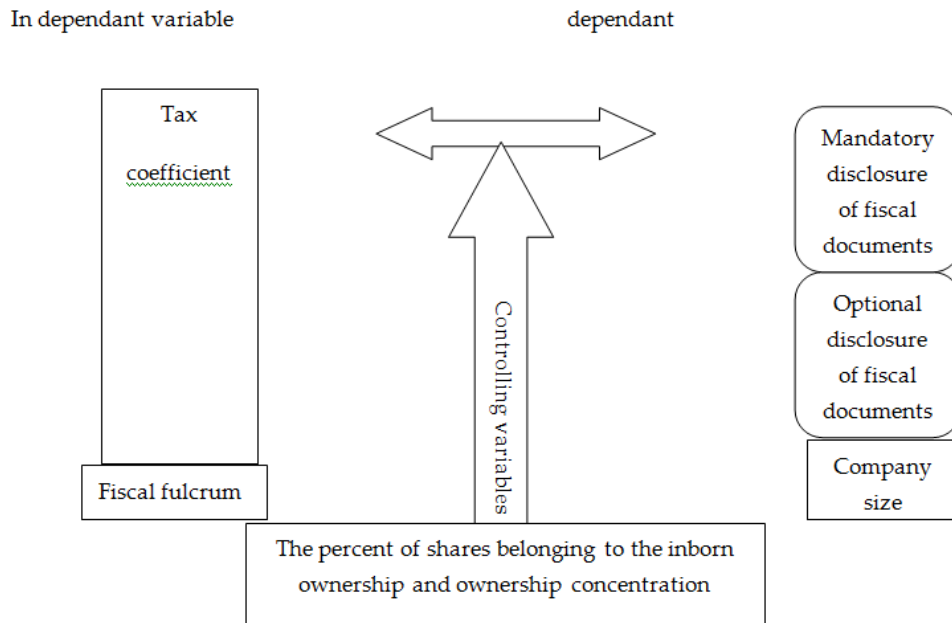 In dependant variable
dependant
Tax
coefficient
Mandatory
disclosure
of fiscal
documents
Optional
disclosure
of fiscal
documents
Controlling variables
Fiscal fulcrum
Company
size
The percent of shares belonging to the inborn
ownership and ownership concentration